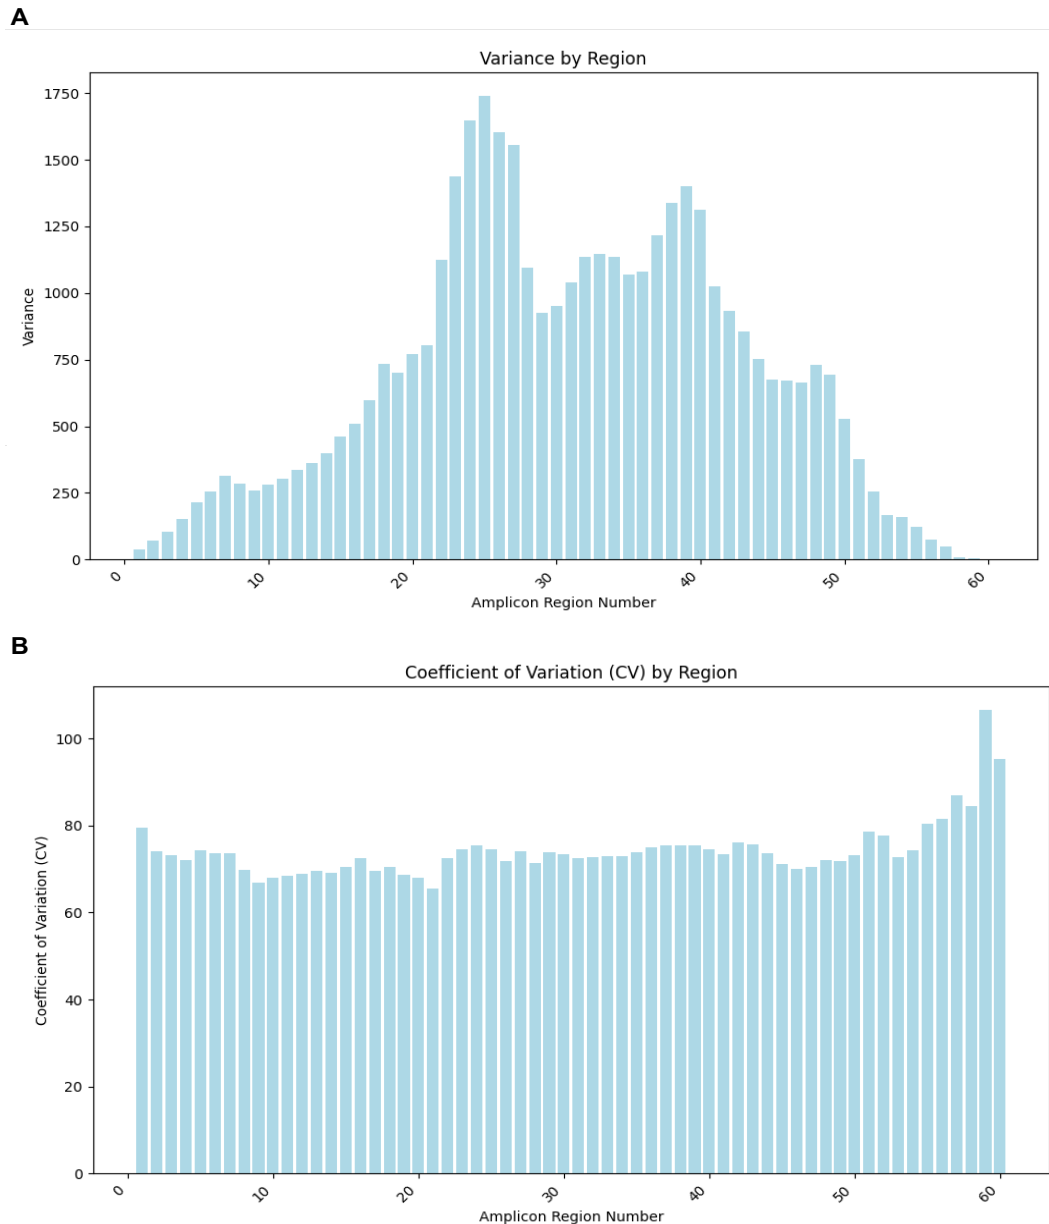 A
Variance by Region
1750
1500
1250
1000
750
500
250
0
Variance
0 10 20 30 40 50 60
Amplicon Region Number
B
Coefficient of Variation (CV) by Region
100
80
60
40
20
0
Coefficient of Variation (CV)
0 10 20 30 40 50 60
Amplicon Region Number